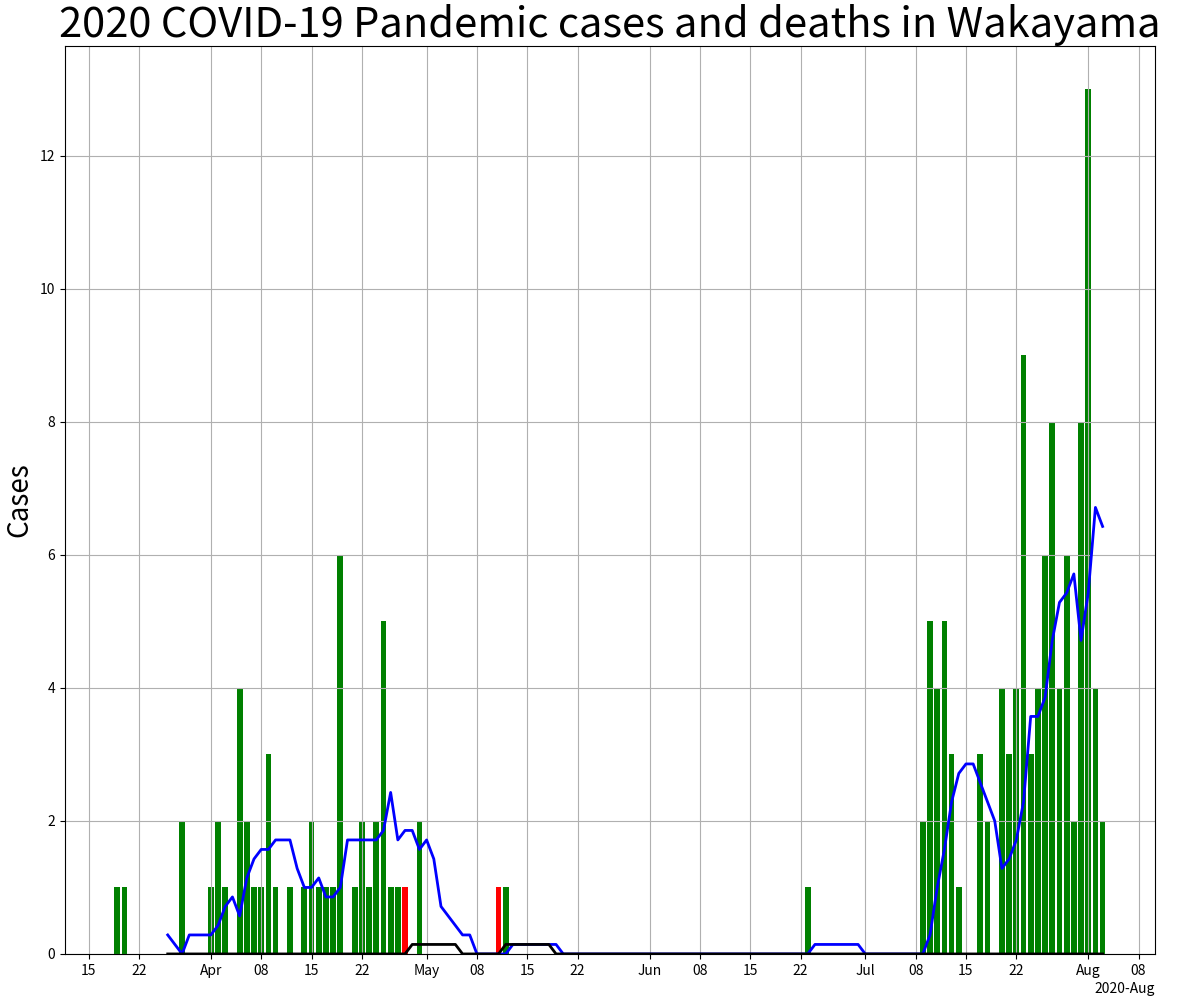 2020 COVID-19 Pandemic cases and deaths in Wakayama
12
10
8
6
4
2
0
Cases
15 22 Apr 08 15 22 May 08 15 22 Jun 08 15 22 Jul 08 15 22 Aug 08
2020-Aug